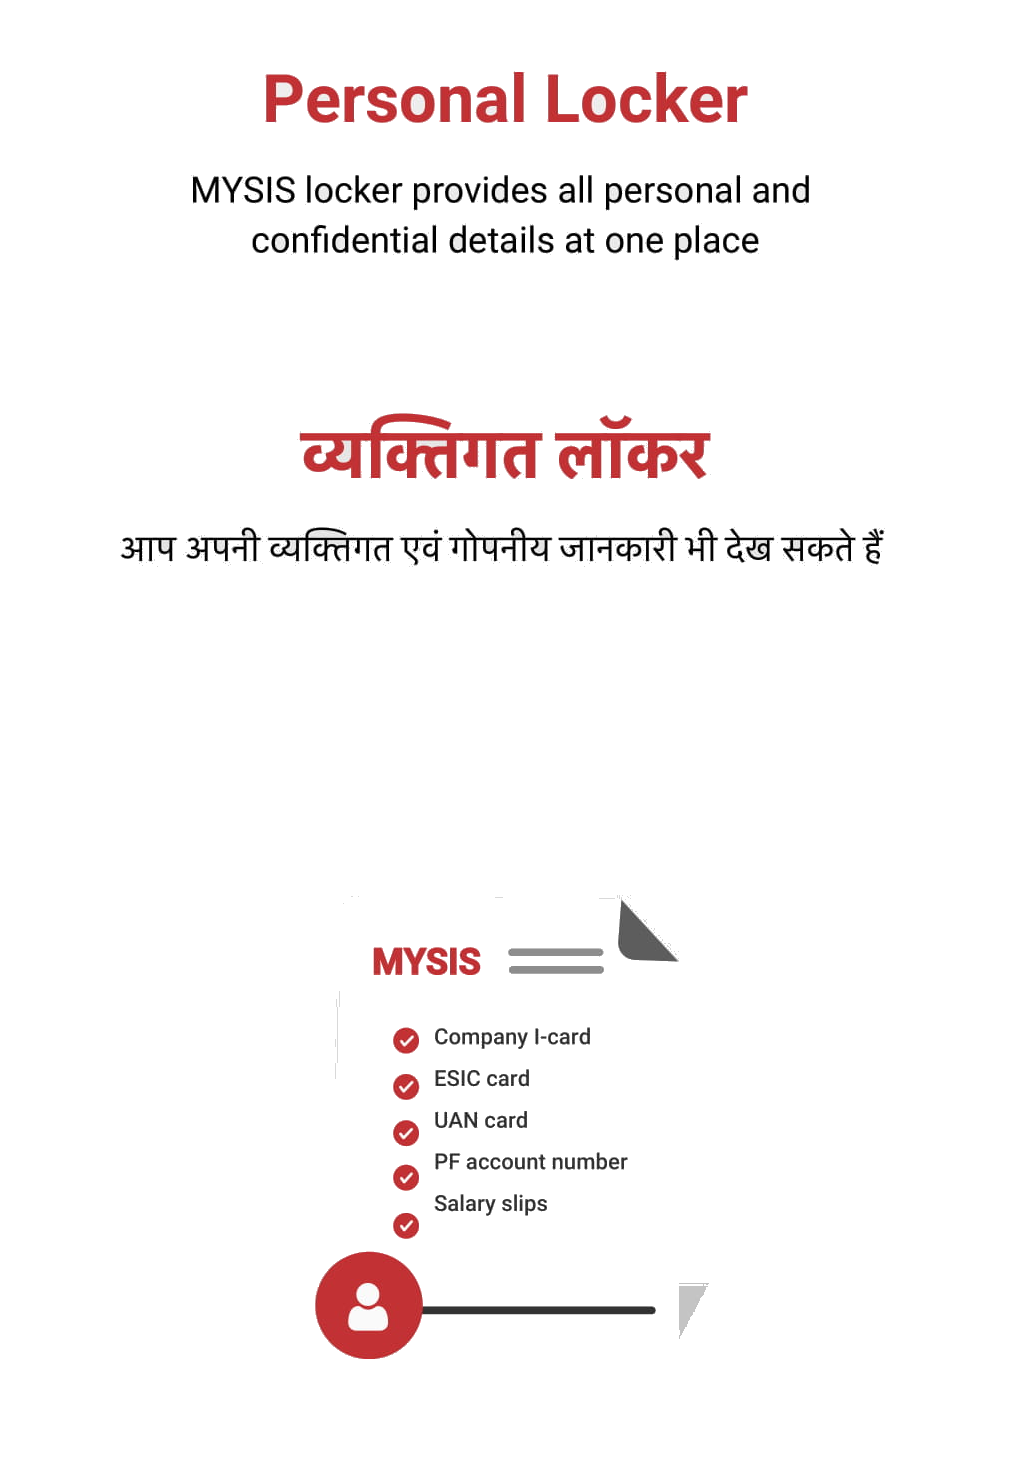 Personal Locker
MYSIS locker provides all personal and
confidential details at one place
व्यक्तिगत लॉकर
आप अपनी व्यक्तिगत एवं गोपनीय जानकारी भी देख सकते हैं
MYSIS
Company I-card
ESIC card
UAN card
PF account number
Salary slips